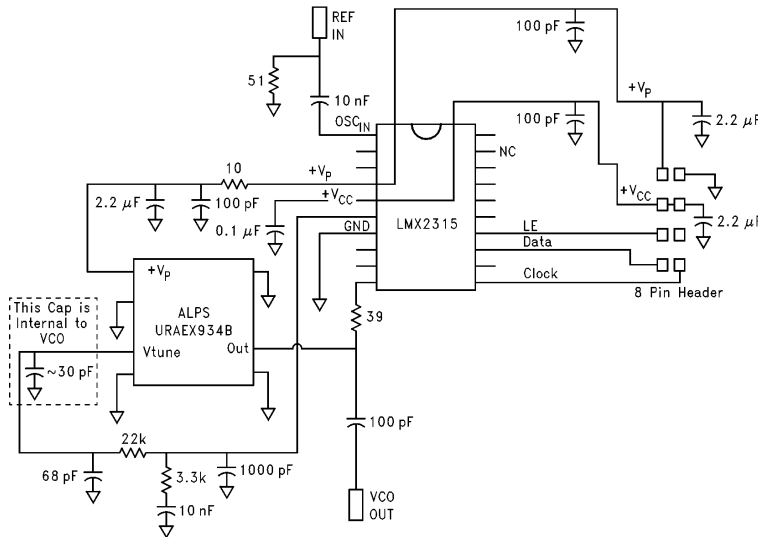 REF
IN
51
10 nF
OSCIN
100 pF
+VP
2.2 μF
100 pF
NC
10
+VP
+VCC
+VCC
2.2 μF
100 pF
0.1 μF
2.2 μF
GND
LMX2315
LE
Data
Clock
8 Pin Header
+VP
ALPS
URAEX934B
This Cap is
Internal to
VCO
39
Vtune
Out
~30 pF
100 pF
22k
68 pF
3.3k
1000 pF
10 nF
VCO
OUT